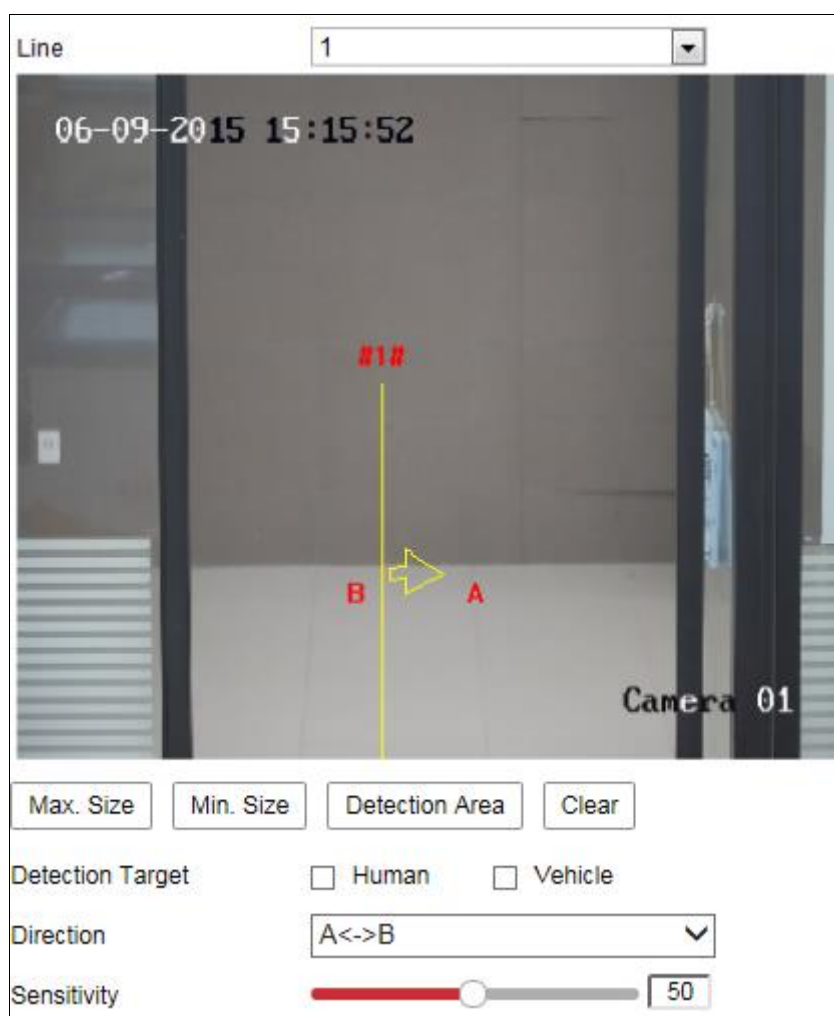 Line 1
06-09-2015 15:15:52
#1#
B A
Camera 01
Max. Size Min. Size Detection Area Clear
Detection Target Human Vehicle
Direction A<->B
Sensitivity 50